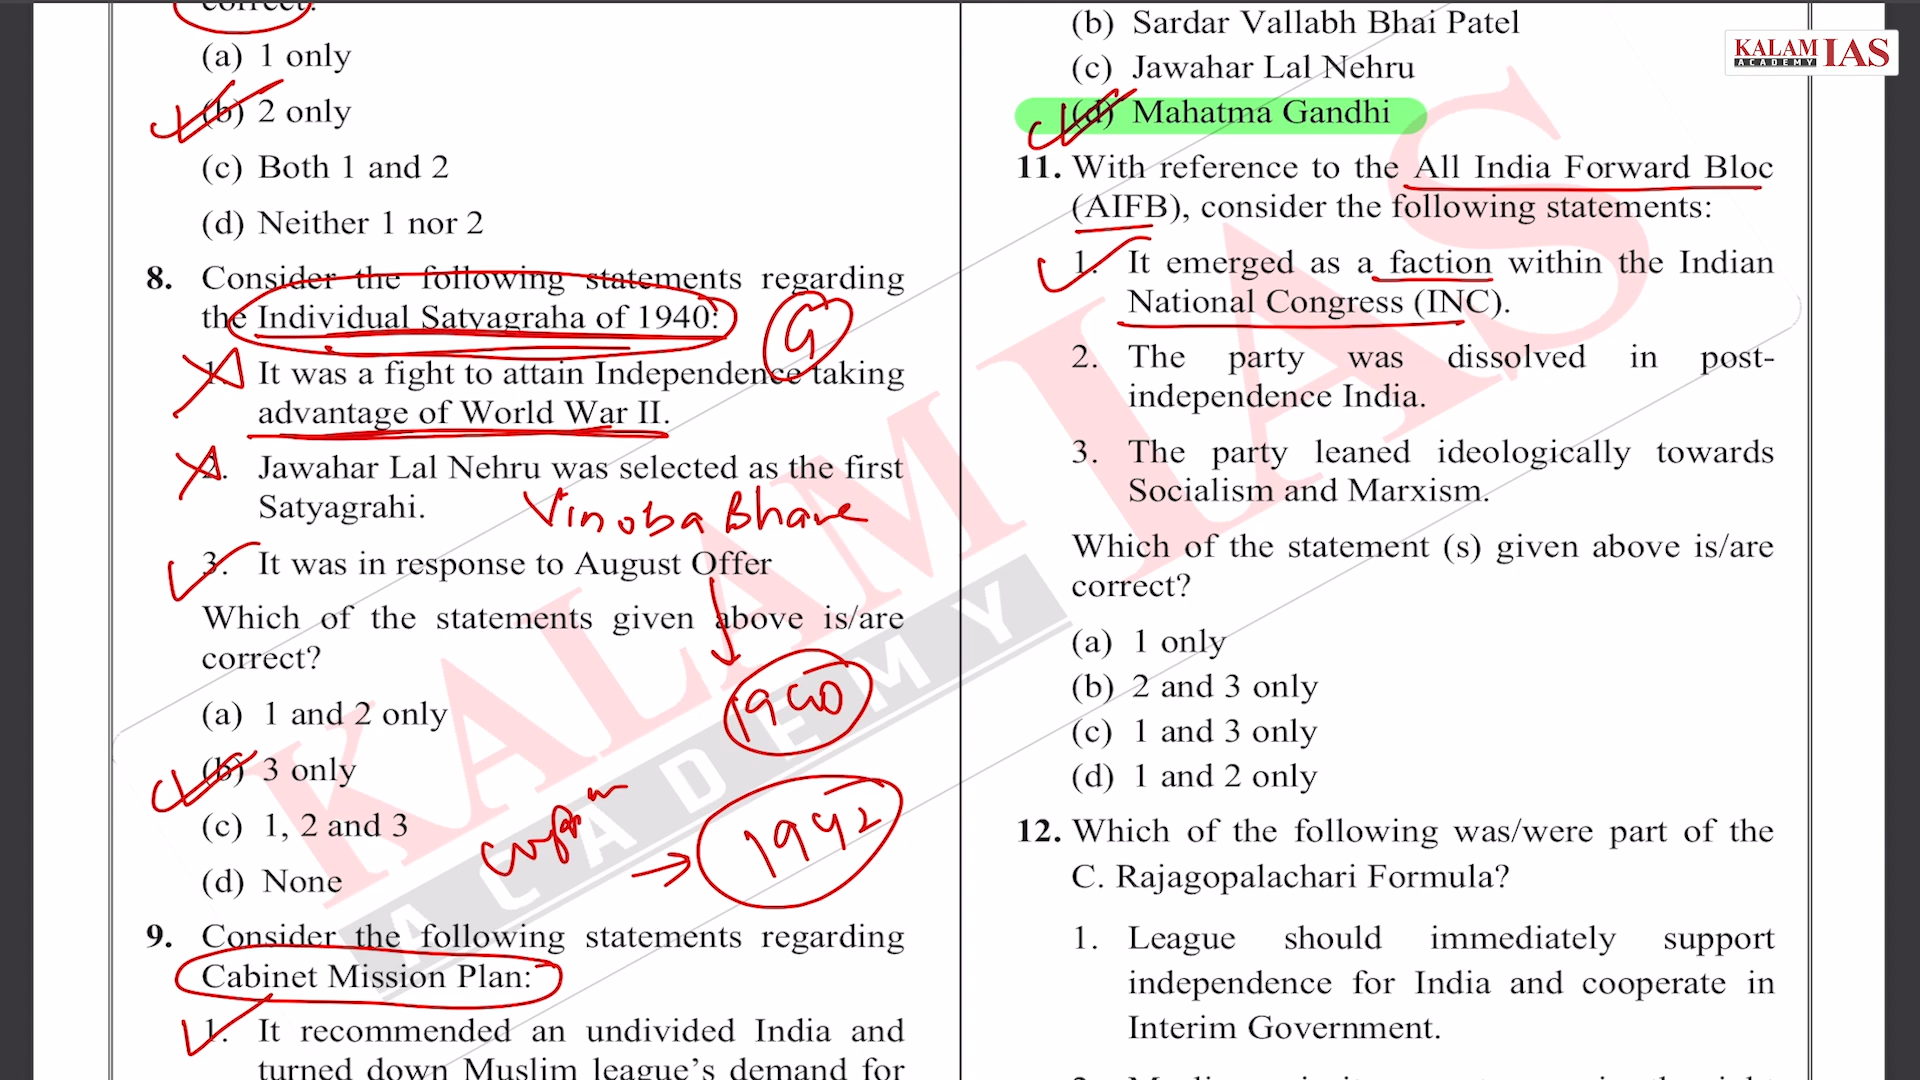 correct?
(a) 1 only
(b) 2 only
(c) Both 1 and 2
(d) Neither 1 nor 2
8. Consider the following statements regarding
the Individual Satyagraha of 1940:
G
1. It was a fight to attain Independence taking
advantage of World War II.
2. Jawahar Lal Nehru was selected as the first
Satyagrahi.
Vinoba Bhave
3. It was in response to August Offer
Which of the statements given above is/are
correct?
1940
(a) 1 and 2 only
(b) 3 only
(c) 1, 2 and 3
1942
(d) None
9. Consider the following statements regarding
Cabinet Mission Plan:
1. It recommended an undivided India and
turned down Muslim league's demand for
(b) Sardar Vallabh Bhai Patel
(c) Jawahar Lal Nehru
(d) Mahatma Gandhi
11. With reference to the All India Forward Bloc
(AIFB), consider the following statements:
1. It emerged as a faction within the Indian
National Congress (INC).
2. The party was dissolved in post-
independence India.
3. The party leaned ideologically towards
Socialism and Marxism.
Which of the statement (s) given above is/are
correct?
(a) 1 only
(b) 2 and 3 only
(c) 1 and 3 only
(d) 1 and 2 only
12. Which of the following was/were part of the
C. Rajagopalachari Formula?
1. League should immediately support
independence for India and cooperate in
Interim Government.
KALAM IAS
ACADEMY
KALAM IAS
ACADEMY